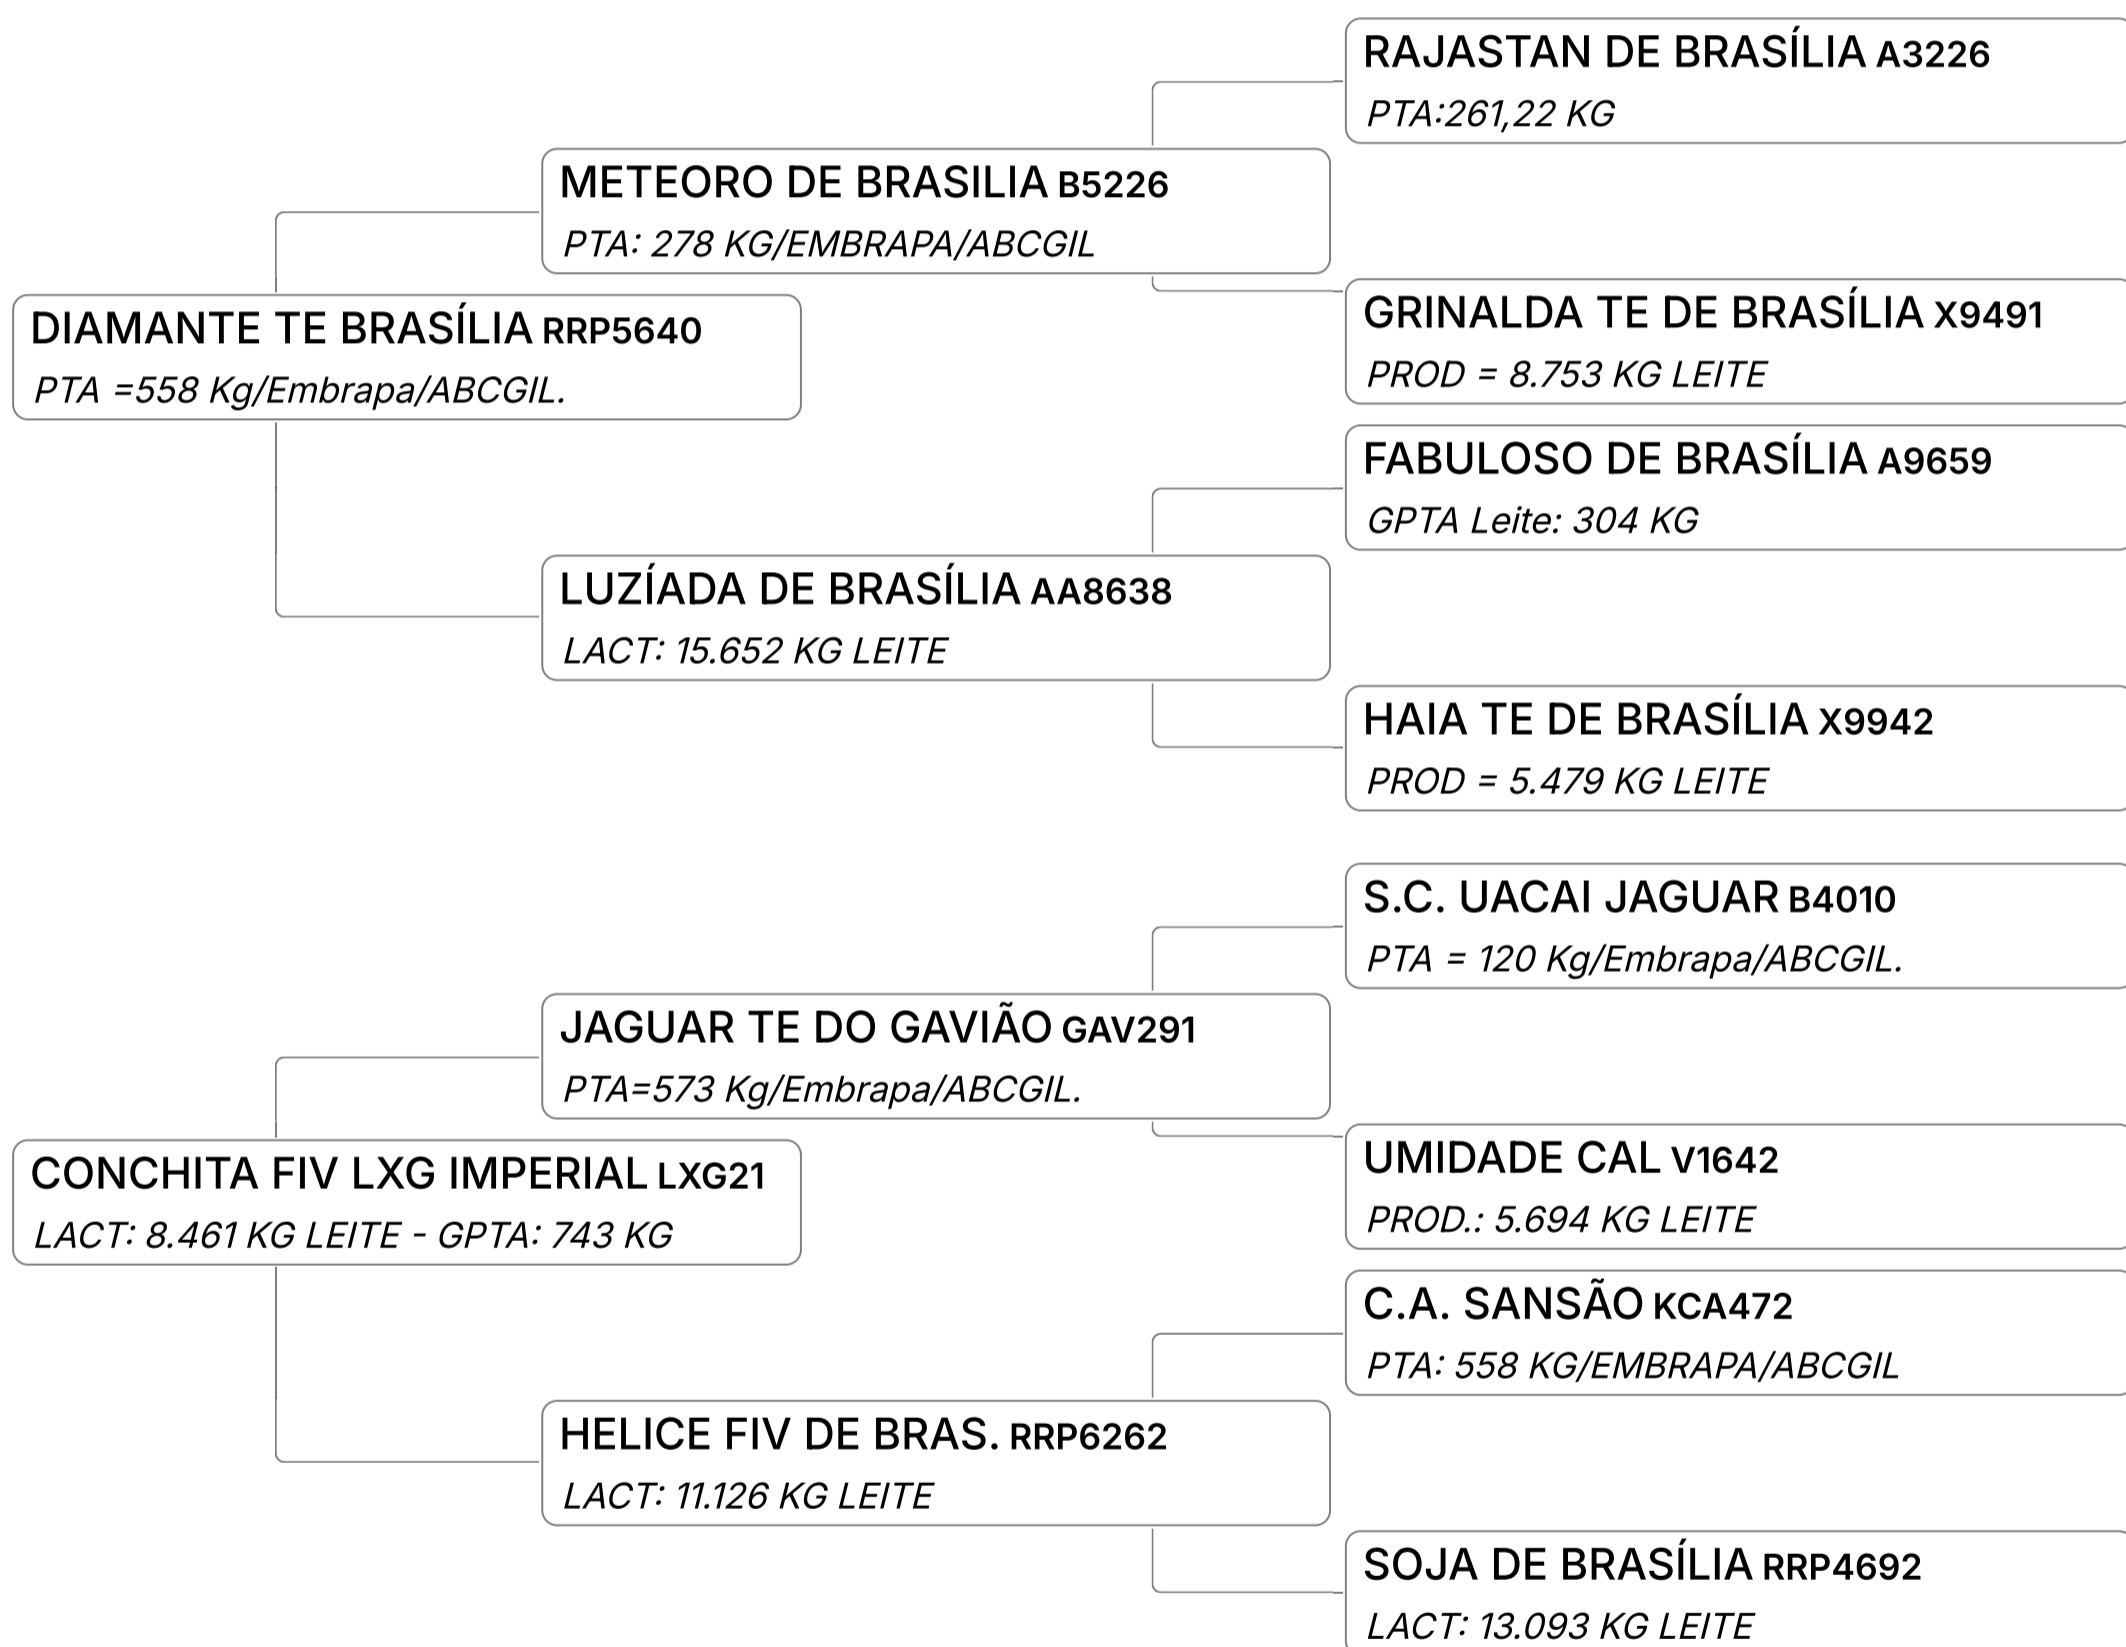 RAJASTAN DE BRASÍLIA A3226
PTA:261,22 KG
METEORO DE BRASILIA B5226
PTA: 278 KG/EMBRAPA/ABCGIL
GRINALDA TE DE BRASÍLIA X9491
PROD = 8.753 KG LEITE
DIAMANTE TE BRASÍLIA RRP5640
PTA =558 Kg/Embrapa/ABCGIL.
FABULOSO DE BRASÍLIA A9659
GPTA Leite: 304 KG
LUZÍADA DE BRASÍLIA AA8638
LACT: 15.652 KG LEITE
HAIA TE DE BRASÍLIA X9942
PROD = 5.479 KG LEITE
S.C. UACAI JAGUAR B4010
PTA = 120 Kg/Embrapa/ABCGIL.
JAGUAR TE DO GAVIÃO GAV291
PTA=573 Kg/Embrapa/ABCGIL.
UMIDADE CAL V1642
PROD.: 5.694 KG LEITE
CONCHITA FIV LXG IMPERIAL LXG21
LACT: 8.461 KG LEITE - GPTA: 743 KG
C.A. SANSÃO KCA472
PTA: 558 KG/EMBRAPA/ABCGIL
HELICE FIV DE BRAS. RRP6262
LACT: 11.126 KG LEITE
SOJA DE BRASÍLIA RRP4692
LACT: 13.093 KG LEITE